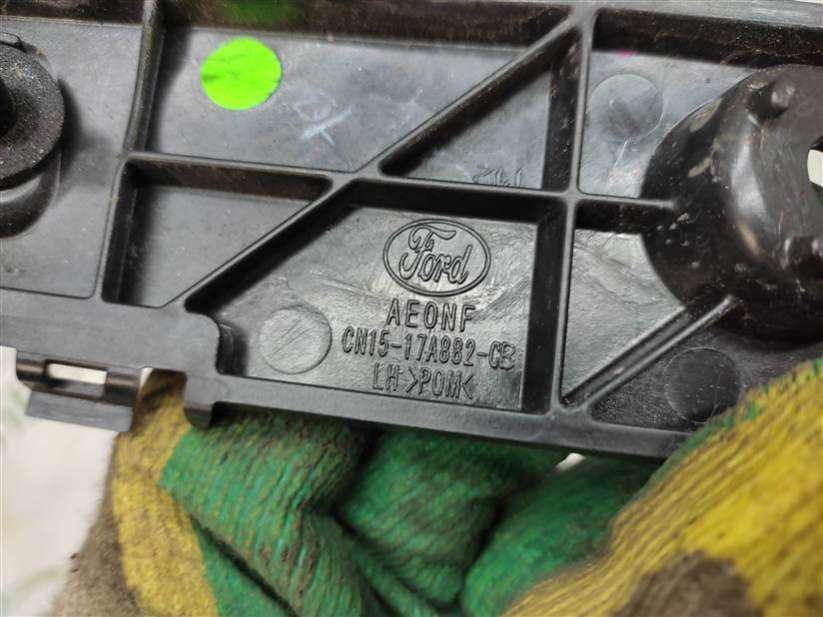 Ford
AEONF
CN15-17A882-CB
LH >POM<